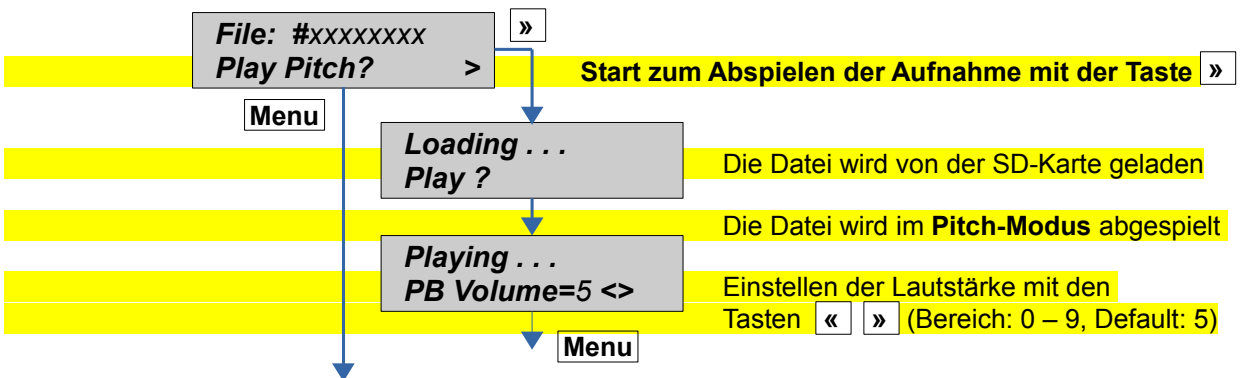 File: #xxxxxxxx
»
Play Pitch? >
Start zum Abspielen der Aufnahme mit der Taste »
Menu
Loading . . .
Play ?
Die Datei wird von der SD-Karte geladen
Die Datei wird im Pitch-Modus abgespielt
Playing . . .
PB Volume=5 <>
Einstellen der Lautstärke mit den
Tasten « » (Bereich: 0 – 9, Default: 5)
Menu